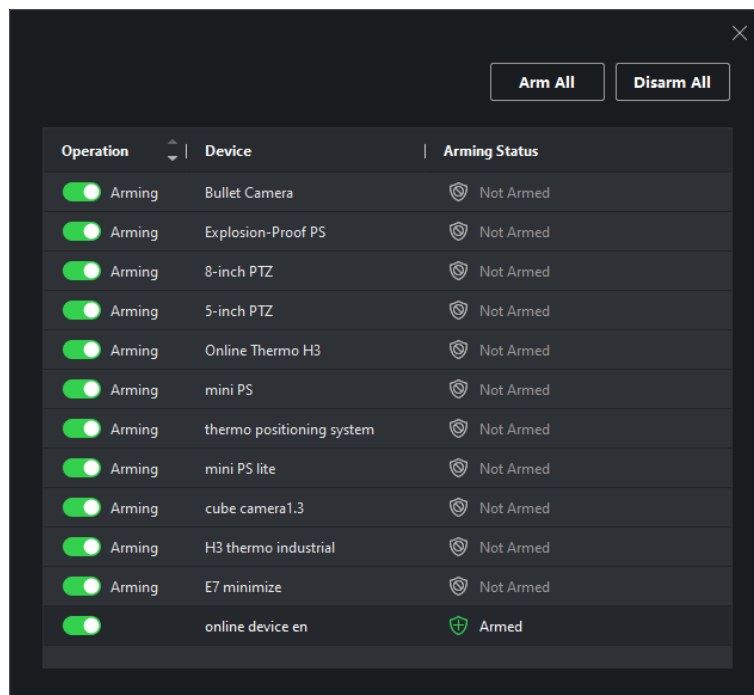 Arm All Disarm All
Operation Device Arming Status
Arming Bullet Camera Not Armed
Arming Explosion-Proof PS Not Armed
Arming 8-inch PTZ Not Armed
Arming 5-inch PTZ Not Armed
Arming Online Thermo H3 Not Armed
Arming mini PS Not Armed
Arming thermo positioning system Not Armed
Arming mini PS lite Not Armed
Arming cube camera1.3 Not Armed
Arming H3 thermo industrial Not Armed
Arming E7 minimize Not Armed
online device en Armed